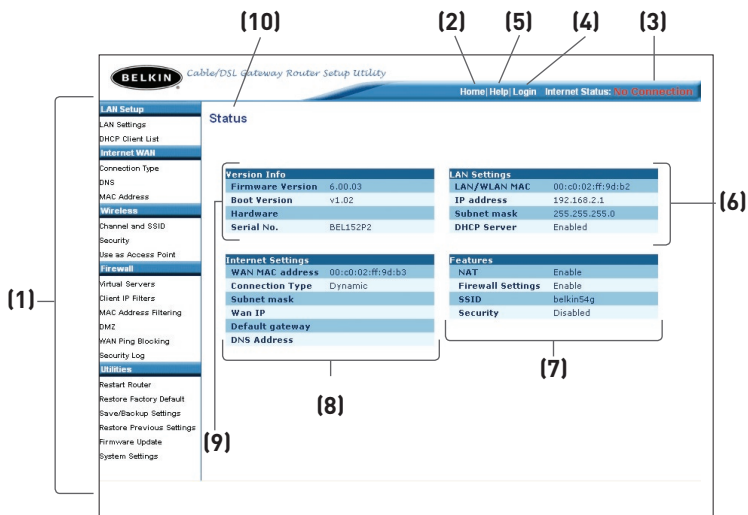 (10)
(2)
(5)
(4)
(3)
BELKIN
Cable/DSL Gateway Router Setup Utility
Home| Help| Login Internet Status: No Connection
(1)
LAN Setup
LAN Settings
DHCP Client List
Internet WAN
Connection Type
DNS
MAC Address
Wireless
Channel and SSID
Security
Use as Access Point
Firewall
Virtual Servers
Client IP Filters
MAC Address Filtering
DMZ
WAN Ping Blocking
Security Log
Utilities
Restart Router
Restore Factory Default
Save/Backup Settings
Restore Previous Settings
Firmware Update
System Settings
Status
Version Info
Firmware Version 6.00.03
Boot Version v1.02
Hardware
Serial No. BEL152P2
(9)
LAN Settings
LAN/WLAN MAC 00:c0:02:ff:9d:b2
IP address 192.168.2.1
Subnet mask 255.255.255.0
DHCP Server Enabled
(6)
Internet Settings
WAN MAC address 00:c0:02:ff:9d:b3
Connection Type Dynamic
Subnet mask
Wan IP
Default gateway
DNS Address
(8)
Features
NAT Enable
Firewall Settings Enable
SSID belkin54g
Security Disabled
(7)